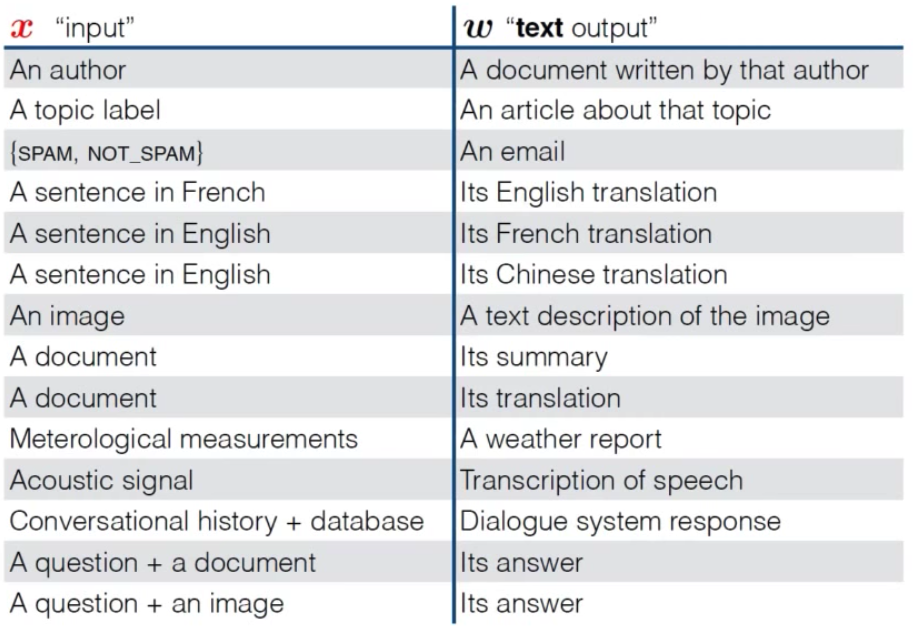 x "input" w "text output"
An author A document written by that author
A topic label An article about that topic
{SPAM, NOT_SPAM} An email
A sentence in French Its English translation
A sentence in English Its French translation
A sentence in English Its Chinese translation
An image A text description of the image
A document Its summary
A document Its translation
Meterological measurements A weather report
Acoustic signal Transcription of speech
Conversational history + database Dialogue system response
A question + a document Its answer
A question + an image Its answer